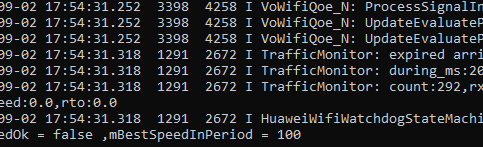 09-02 17:54:31.252 3398 4258 I VoWifiQoe_N: ProcessSignalIn
09-02 17:54:31.252 3398 4258 I VoWifiQoe_N: UpdateEvaluateP
09-02 17:54:31.252 3398 4258 I VoWifiQoe_N: UpdateEvaluateP
09-02 17:54:31.318 1291 2672 I TrafficMonitor: expired arri
09-02 17:54:31.318 1291 2672 I TrafficMonitor: during_ms:20
09-02 17:54:31.318 1291 2672 I TrafficMonitor: count:292,rx
eed:0.0,rto:0.0
09-02 17:54:31.318 1291 2672 I HuaweiWifiWatchdogStateMachi
edOk = false ,mBestSpeedInPeriod = 100